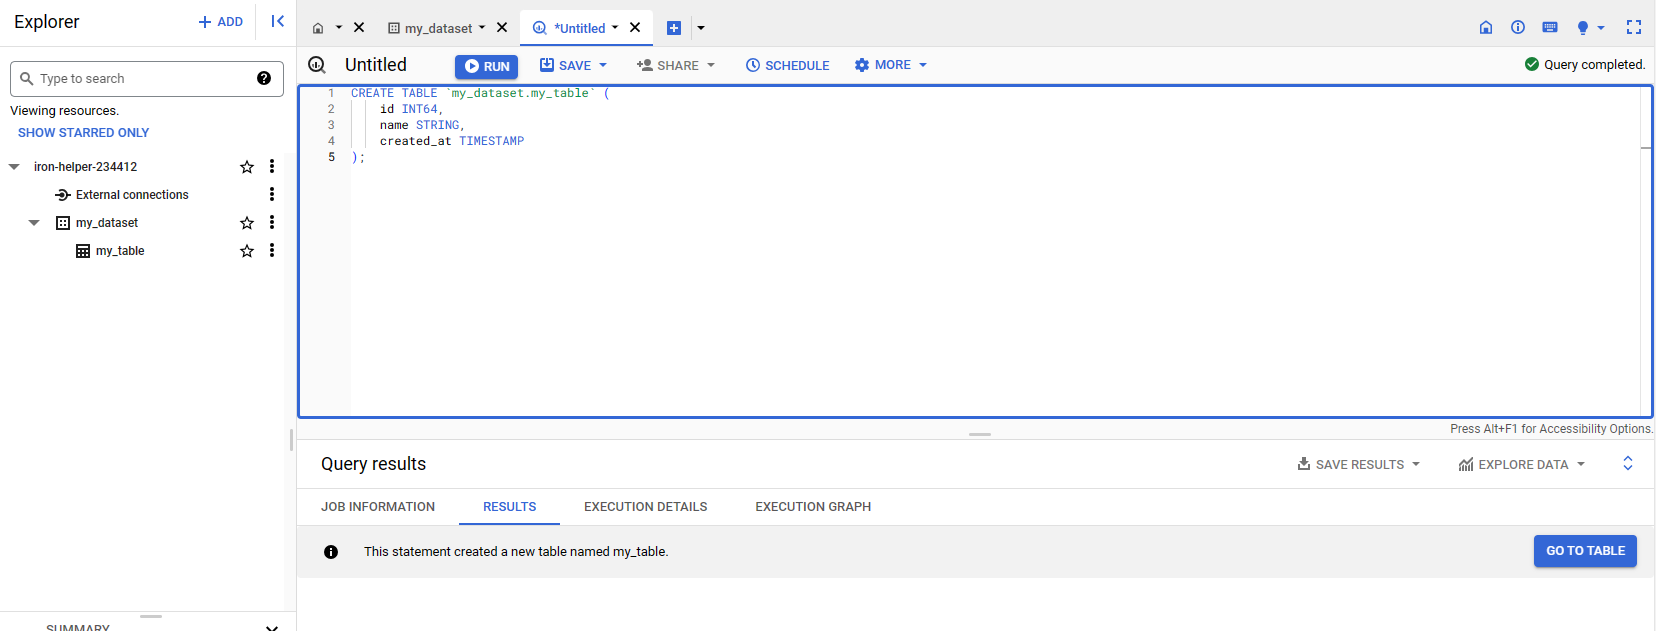 Explorer
+ ADD
Type to search
Viewing resources.
SHOW STARRED ONLY
iron-helper-234412
External connections
my_dataset
my_table
SUMMARY
my_dataset
*Untitled
Untitled
RUN
SAVE
SHARE
SCHEDULE
MORE
Query completed.
1 CREATE TABLE `my_dataset.my_table` (
2 id INT64,
3 name STRING,
4 created_at TIMESTAMP
5 );
Press Alt+F1 for Accessibility Options.
Query results
SAVE RESULTS
EXPLORE DATA
JOB INFORMATION
RESULTS
EXECUTION DETAILS
EXECUTION GRAPH
This statement created a new table named my_table.
GO TO TABLE